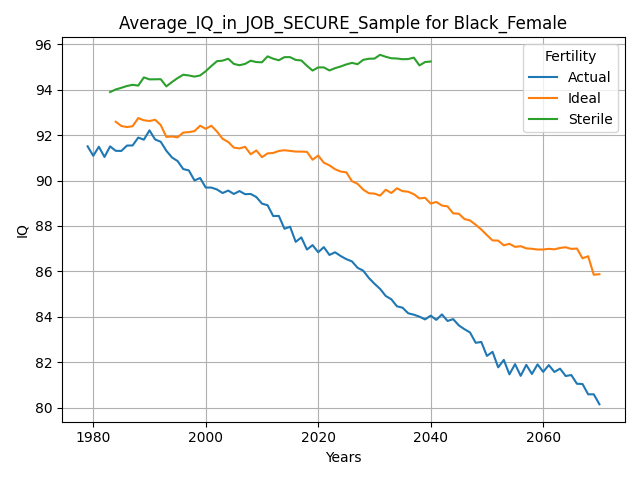 Average_IQ_in_JOB_SECURE_Sample for Black_Female
IQ
96
94
92
90
88
86
84
82
80
1980
2000
2020
2040
2060
Years
Fertility
Actual
Ideal
Sterile